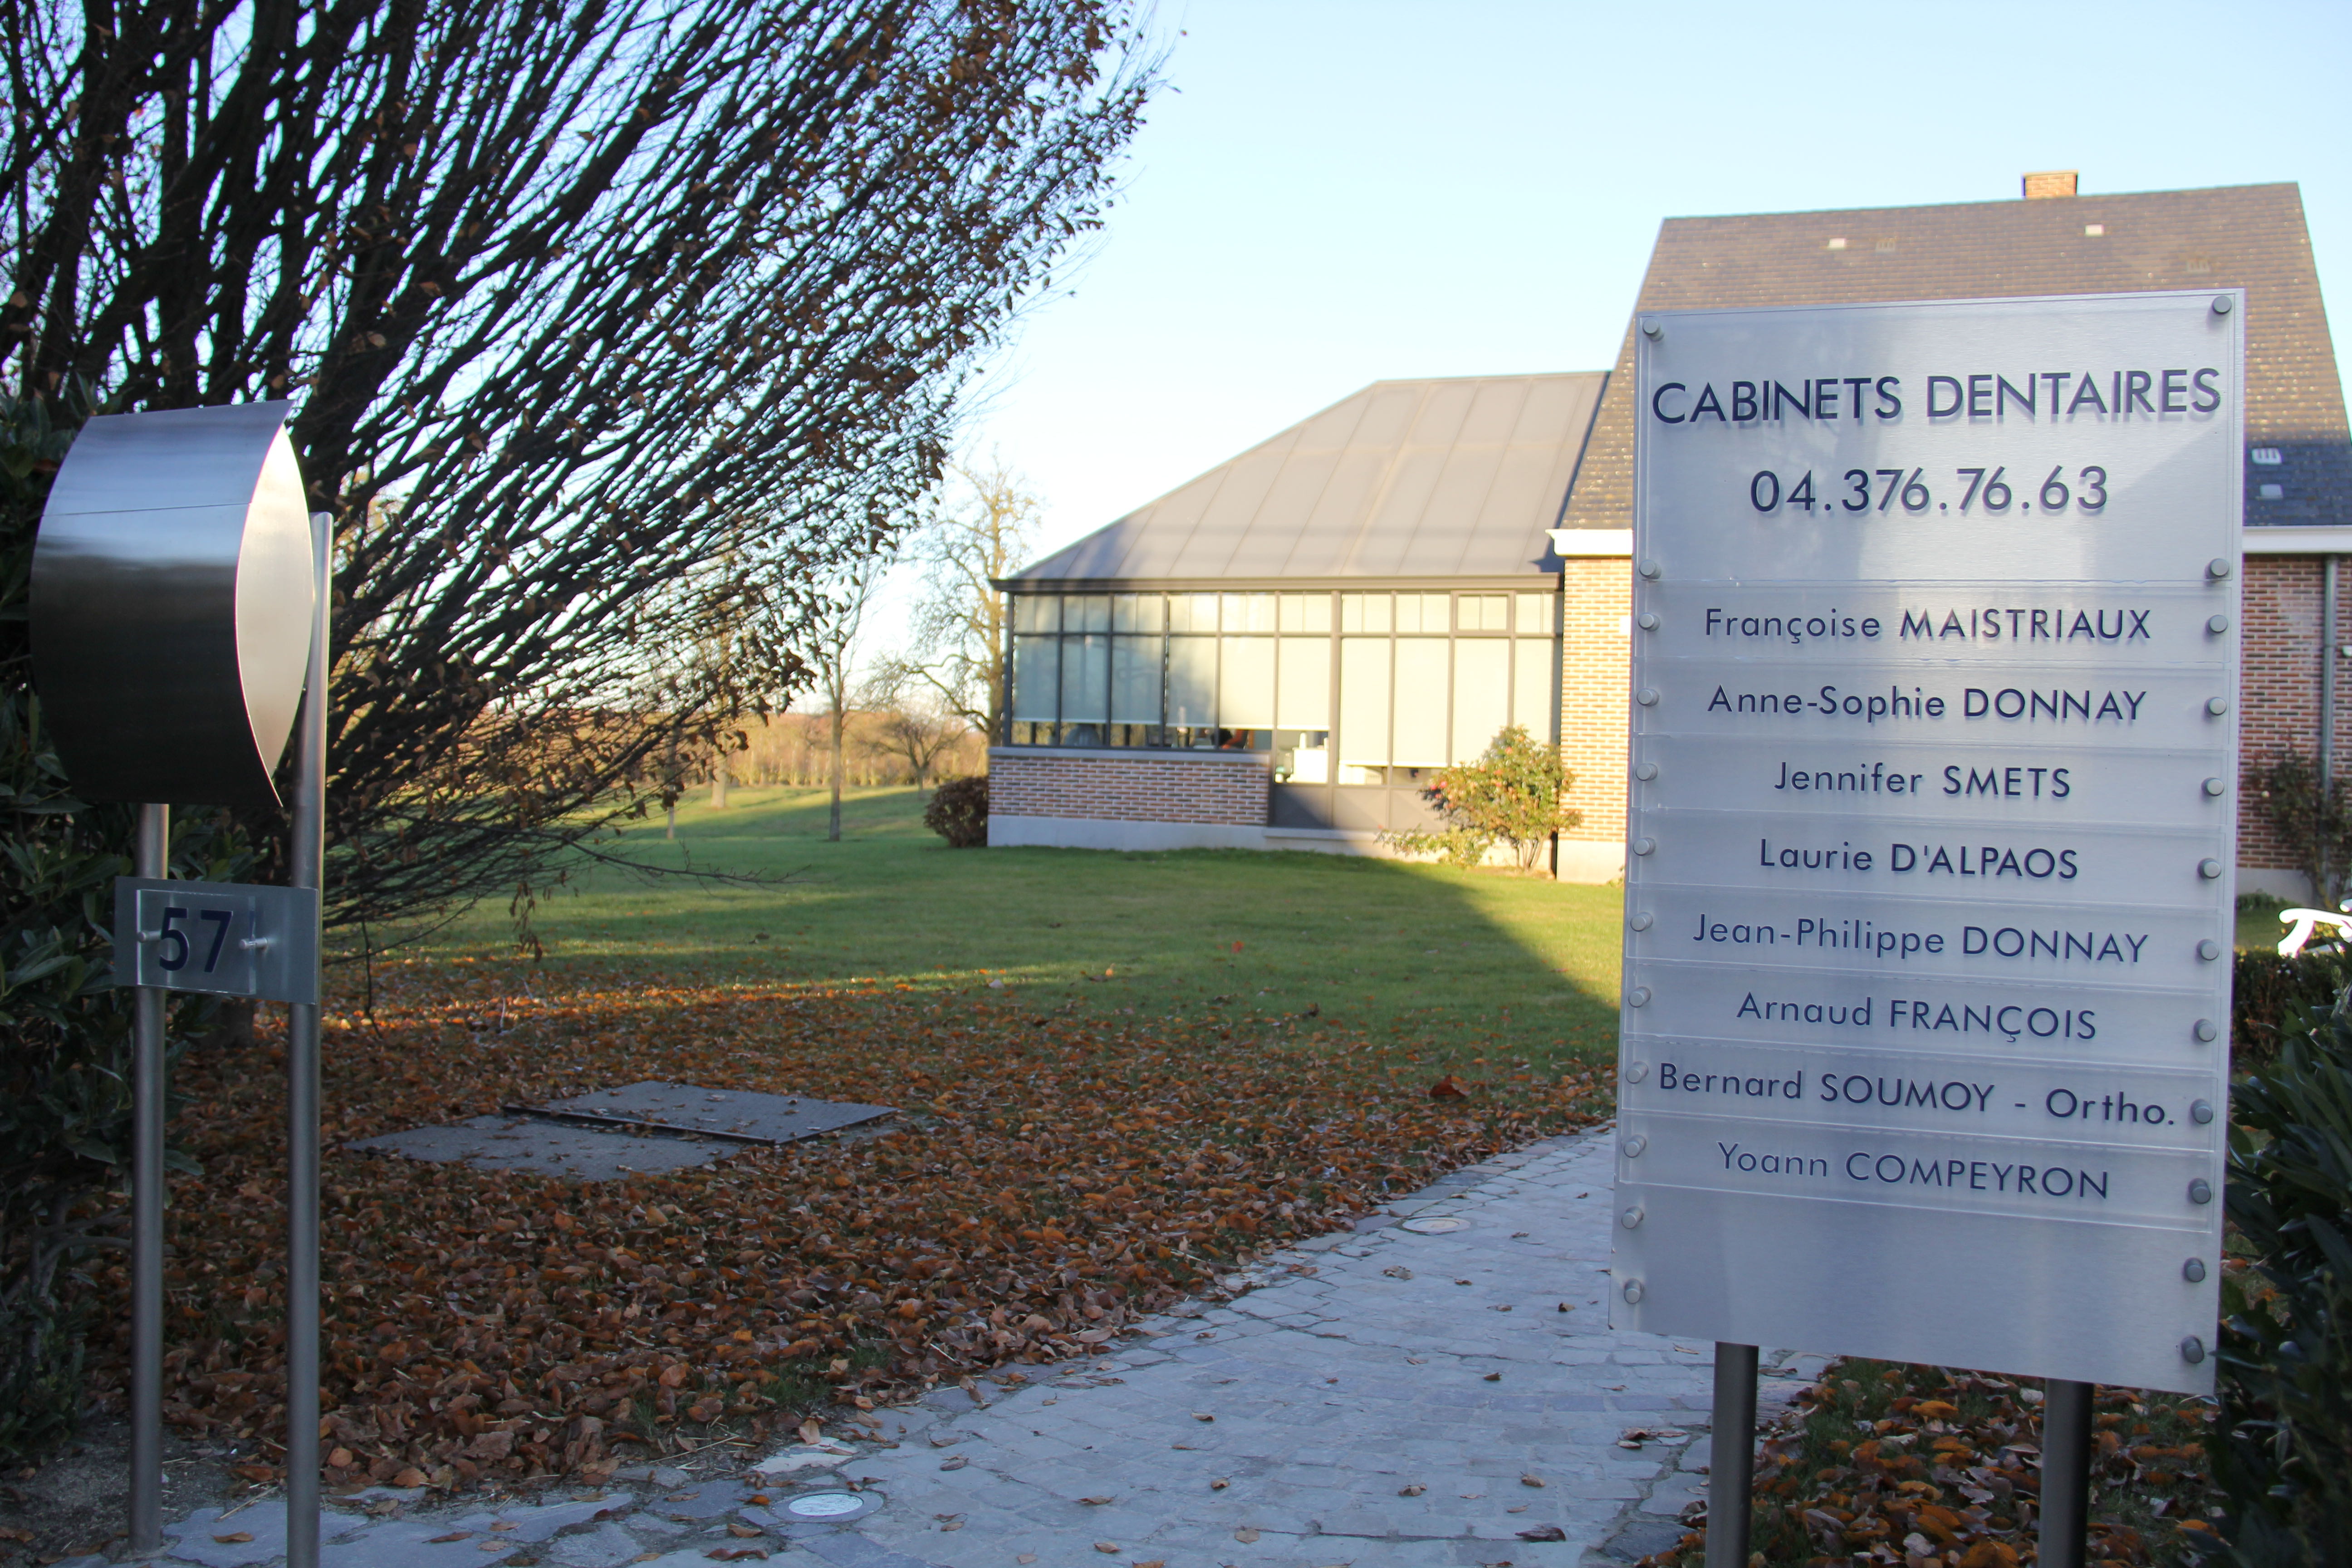 57
CABINETS DENTAIRES
04.376.76.63
Françoise MAISTRIAUX
Anne-Sophie DONNAY
Jennifer SMETS
Laurie D'ALPAOS
Jean-Philippe DONNAY
Arnaud FRANÇOIS
Bernard SOUMOY - Ortho.
Yoann COMPEYRON